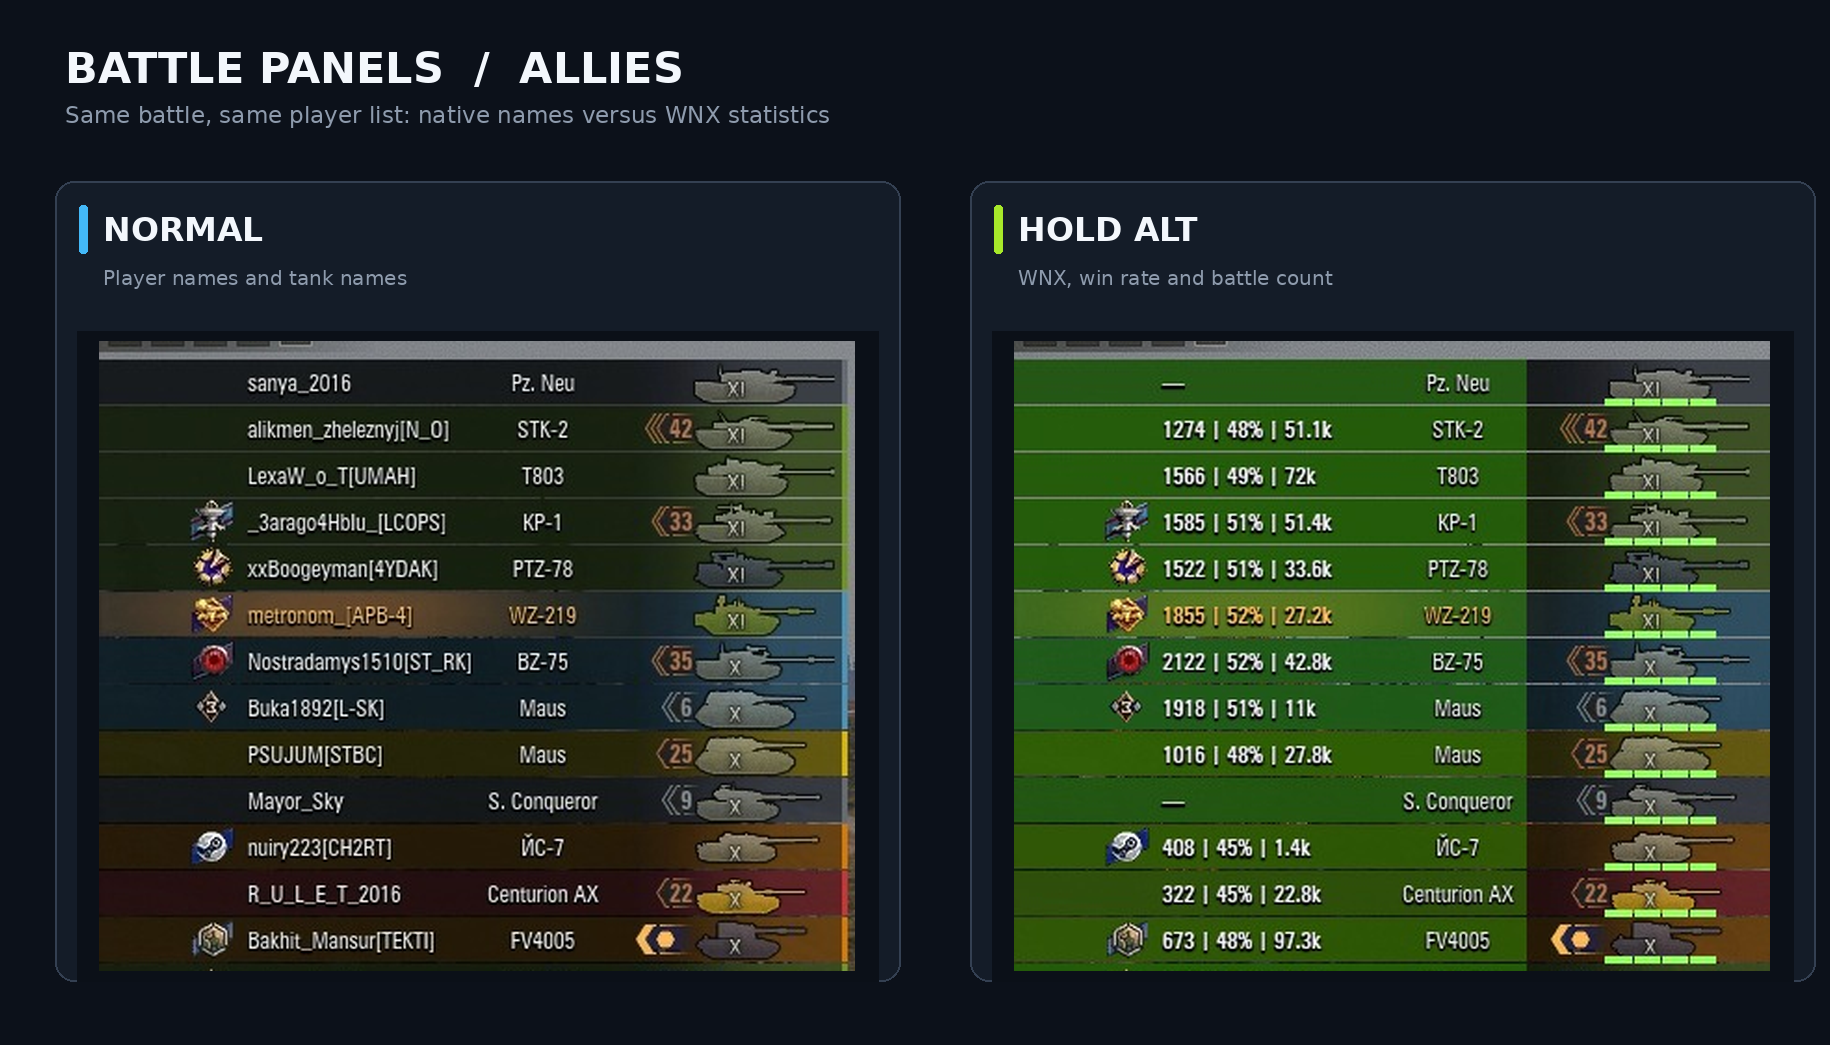 BATTLE PANELS / ALLIES
Same battle, same player list: native names versus WNX statistics
NORMAL
Player names and tank names
sanya_2016 Pz. Neu XI
alikmen_zheleznyj[N_O] STK-2 42 XI
LexaW_o_T[UMAH] T803 XI
_3arago4Hblu_[LCOPS] KP-1 33 XI
xxBoogeyman[4YDAK] PTZ-78 XI
metronom_[APB-4] WZ-219 XI
Nostradamys1510[ST_RK] BZ-75 35 X
3 Buka1892[L-SK] Maus 6 X
PSUJUM[STBC] Maus 25 X
Mayor_Sky S. Conqueror 9 X
nuiry223[CH2RT] ЙС-7 X
R_U_L_E_T_2016 Centurion AX 22 X
Bakhit_Mansur[TEKTI] FV4005 X
HOLD ALT
WNX, win rate and battle count
— Pz. Neu XI
1274 | 48% | 51.1k STK-2 42 XI
1566 | 49% | 72k T803 XI
1585 | 51% | 51.4k KP-1 33 XI
1522 | 51% | 33.6k PTZ-78 XI
1855 | 52% | 27.2k WZ-219 XI
2122 | 52% | 42.8k BZ-75 35 X
3 1918 | 51% | 11k Maus 6 X
1016 | 48% | 27.8k Maus 25 X
— S. Conqueror 9 X
408 | 45% | 1.4k ЙС-7 X
322 | 45% | 22.8k Centurion AX 22 X
673 | 48% | 97.3k FV4005 X